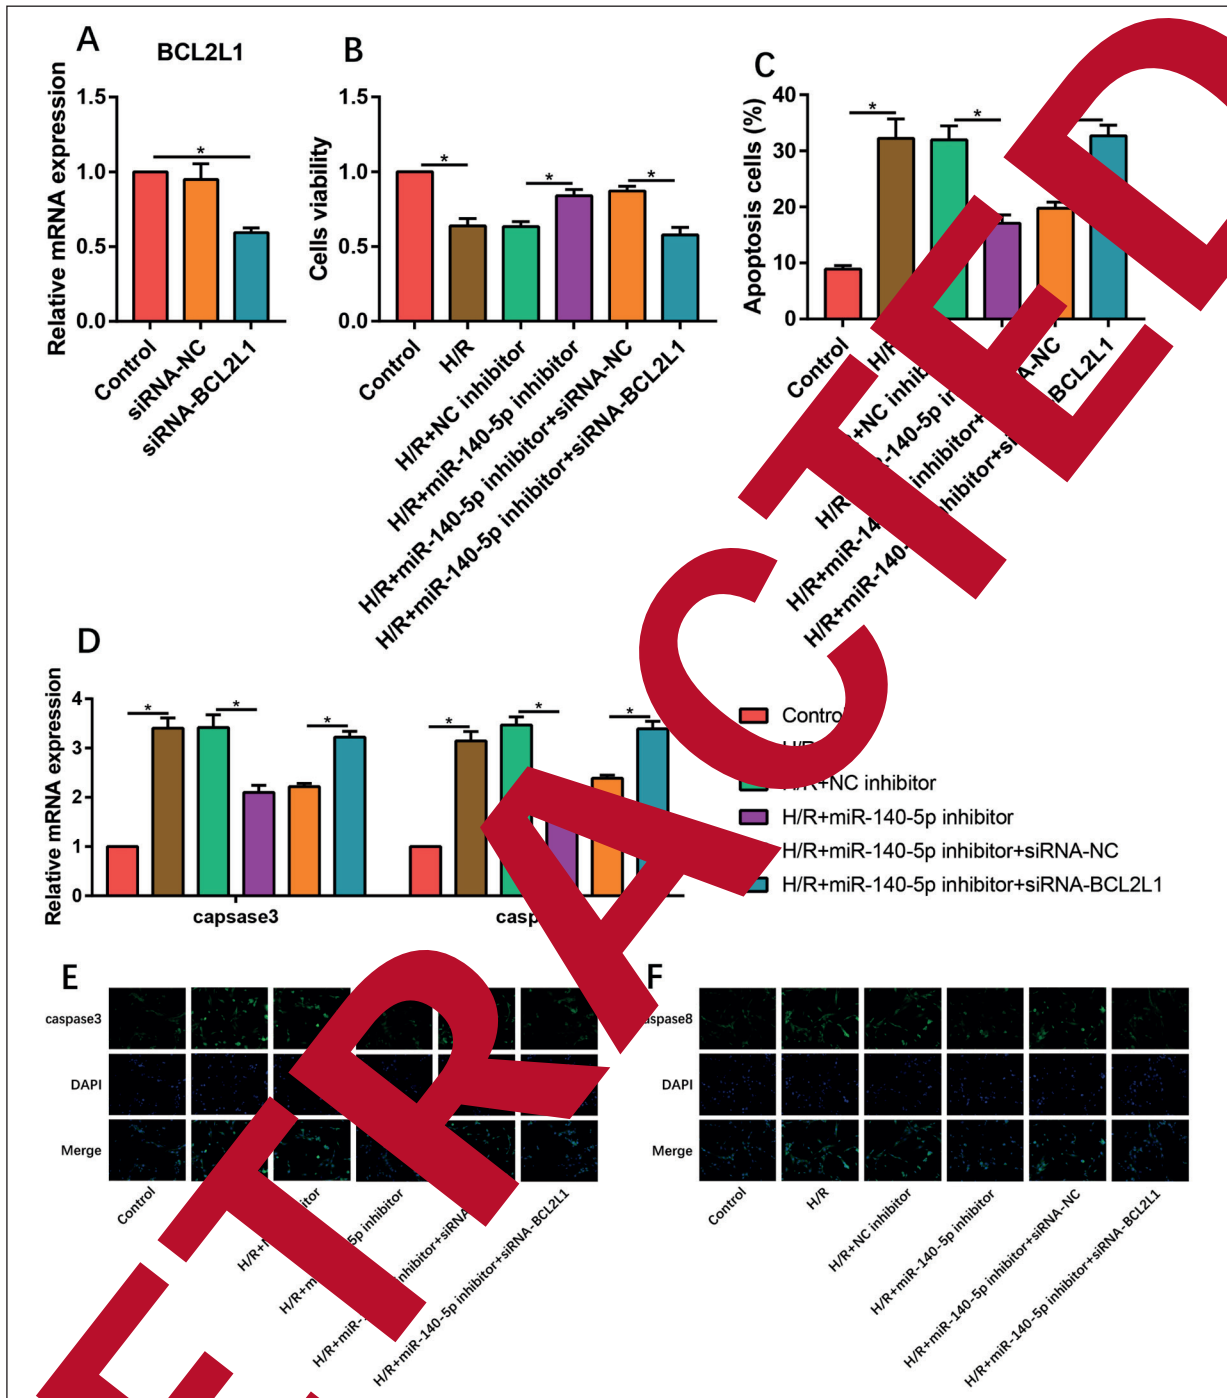 A
BCL2L1
Relative mRNA expression
1.5
1.0
0.5
0.0
*
Control
siRNA-NC
siRNA-BCL2L1
B
Cells viability
1.5
1.0
0.5
0.0
*
*
*
Control
H/R
H/R+NC inhibitor
H/R+miR-140-5p inhibitor
H/R+miR-140-5p inhibitor+siRNA-NC
H/R+miR-140-5p inhibitor+siRNA-BCL2L1
C
Apoptosis cells (%)
40
30
20
10
0
*
*
Control
H/R
D
Relative mRNA expression
4
3
2
1
0
*
*
*
*
*
*
capsase3
casp
Control
H/R+NC inhibitor
H/R+miR-140-5p inhibitor
H/R+miR-140-5p inhibitor+siRNA-NC
H/R+miR-140-5p inhibitor+siRNA-BCL2L1
E
caspase3
DAPI
Merge
Control
H/R+miR-140-5p inhibitor+siRNA-BCL2L1
F
aspase8
DAPI
Merge
Control
H/R
H/R+NC inhibitor
H/R+miR-140-5p inhibitor
H/R+miR-140-5p inhibitor+siRNA-NC
H/R+miR-140-5p inhibitor+siRNA-BCL2L1
ETRACTED